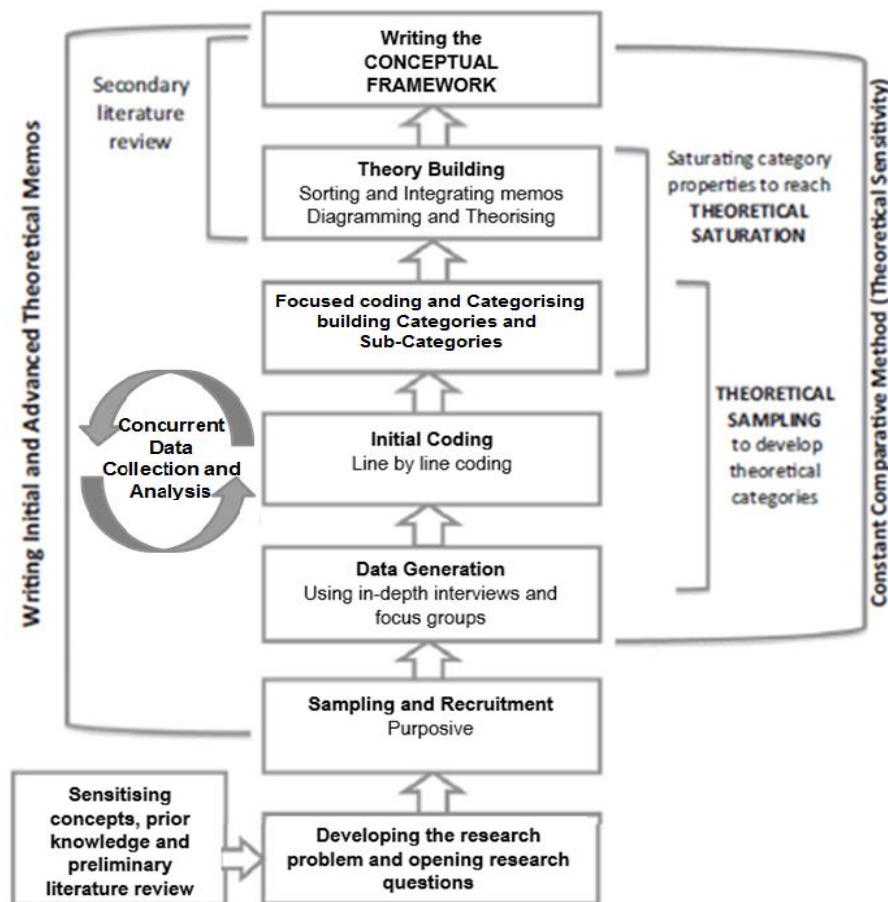 Writing the
CONCEPTUAL
FRAMEWORK
Secondary
literature
review
Theory Building
Sorting and Integrating memos
Diagramming and Theorising
Saturating category
properties to reach
THEORETICAL
SATURATION
Focused coding and Categorising
building Categories and
Sub-Categories
Writing Initial and Advanced Theoretical Memos
Constant Comparative Method (Theoretical Sensitivity)
Concurrent
Data
Collection and
Analysis
Initial Coding
Line by line coding
THEORETICAL
SAMPLING
to develop
theoretical
categories
Data Generation
Using in-depth interviews and
focus groups
Sampling and Recruitment
Purposive
Sensitising
concepts, prior
knowledge and
preliminary
literature review
Developing the research
problem and opening research
questions